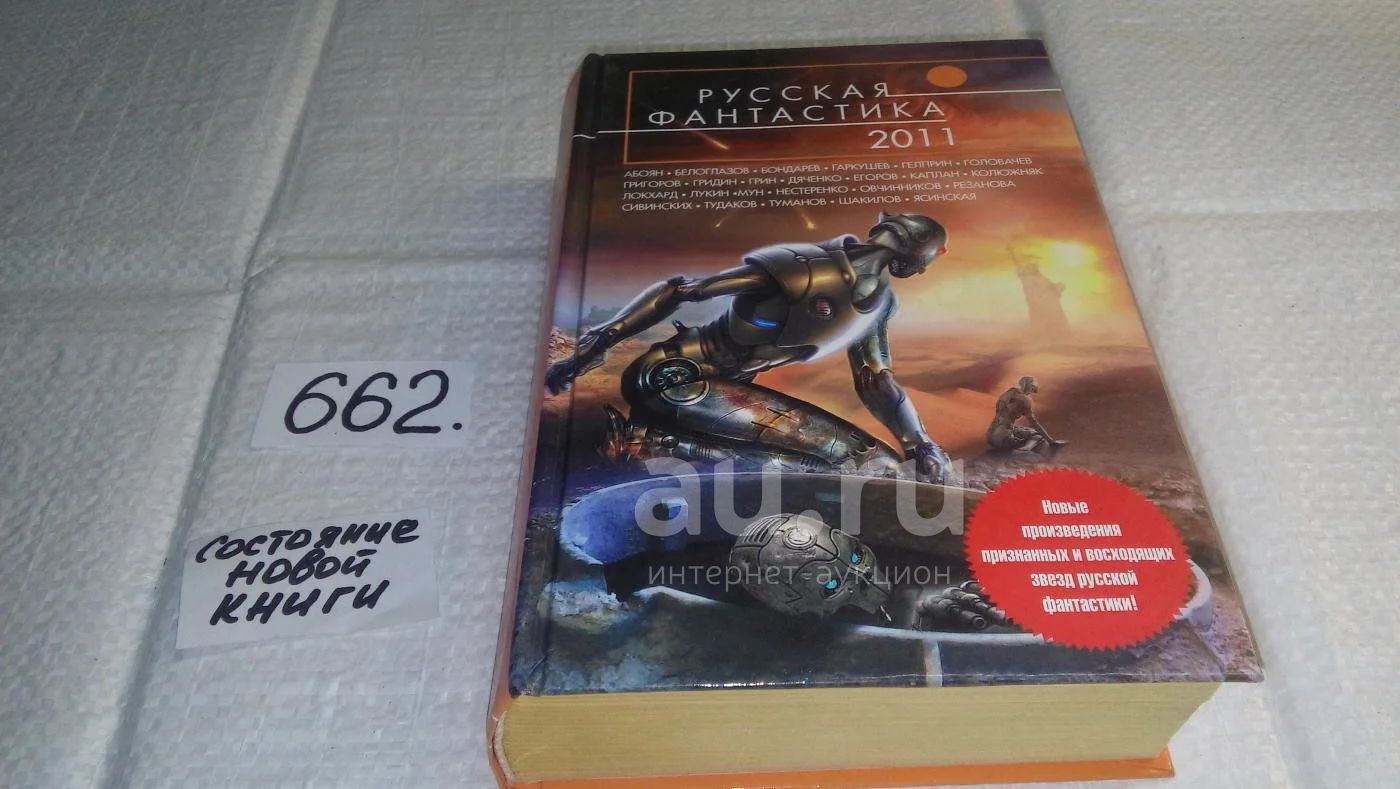 РУССКАЯ
ФАНТАСТИКА
2011
АБОЯН • БЕЛОГЛАЗОВ • БОНДАРЕВ • ГАРКУШЕВ • ГЕЛПРИН • ГОЛОВАЧЕВ
ГРИГОРОВ • ГРИДИН • ГРИН • ДЯЧЕНКО • ЕГОРОВ • КАПЛАН • КОЛЮЖНЯК
ЛОКХАРД • ЛУКИН • МУН • НЕСТЕРЕНКО • ОВЧИННИКОВ • РЕЗАНОВА
СИВИНСКИХ • ТУДАКОВ • ТУМАНОВ • ШАКИЛОВ • ЯСИНСКАЯ
662.
состояние
новой
книги
au.ru
интернет-аукцион
Новые
произведения
признанных и восходящих
звезд русской
фантастики!